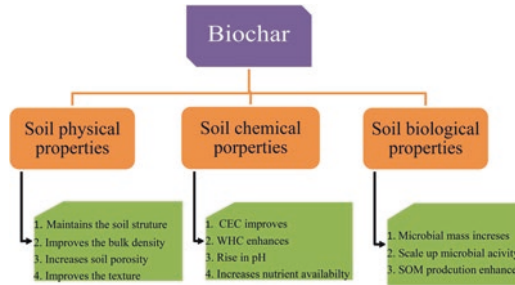 Biochar
Soil physical
properties
Soil chemical
porperties
Soil biological
properties
1. Maintains the soil struture
2. Improves the bulk density
3. Increases soil porosity
4. Improves the texture
1. CEC improves
2. WHC enhances
3. Rise in pH
4. Increases nutrient availabilty
1. Microbial mass increses
2. Scale up microbial acivity
3. SOM prodcution enhance